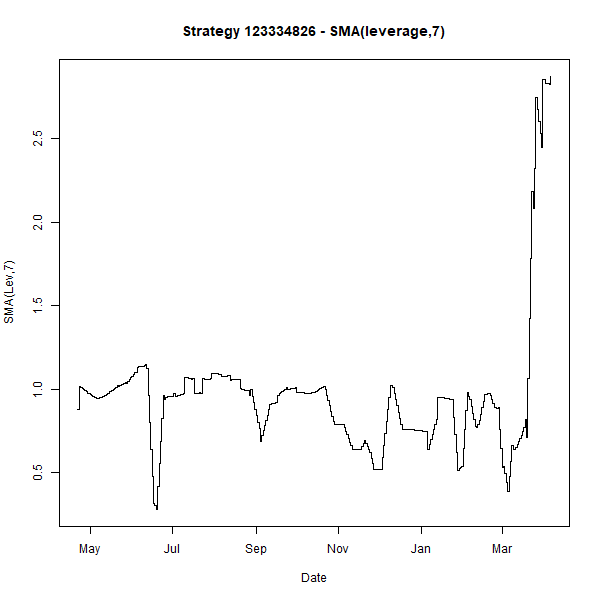 Strategy 123334826 - SMA(leverage,7)
SMA(Lev,7)
2.5
2.0
1.5
1.0
0.5
May Jul Sep Nov Jan Mar
Date